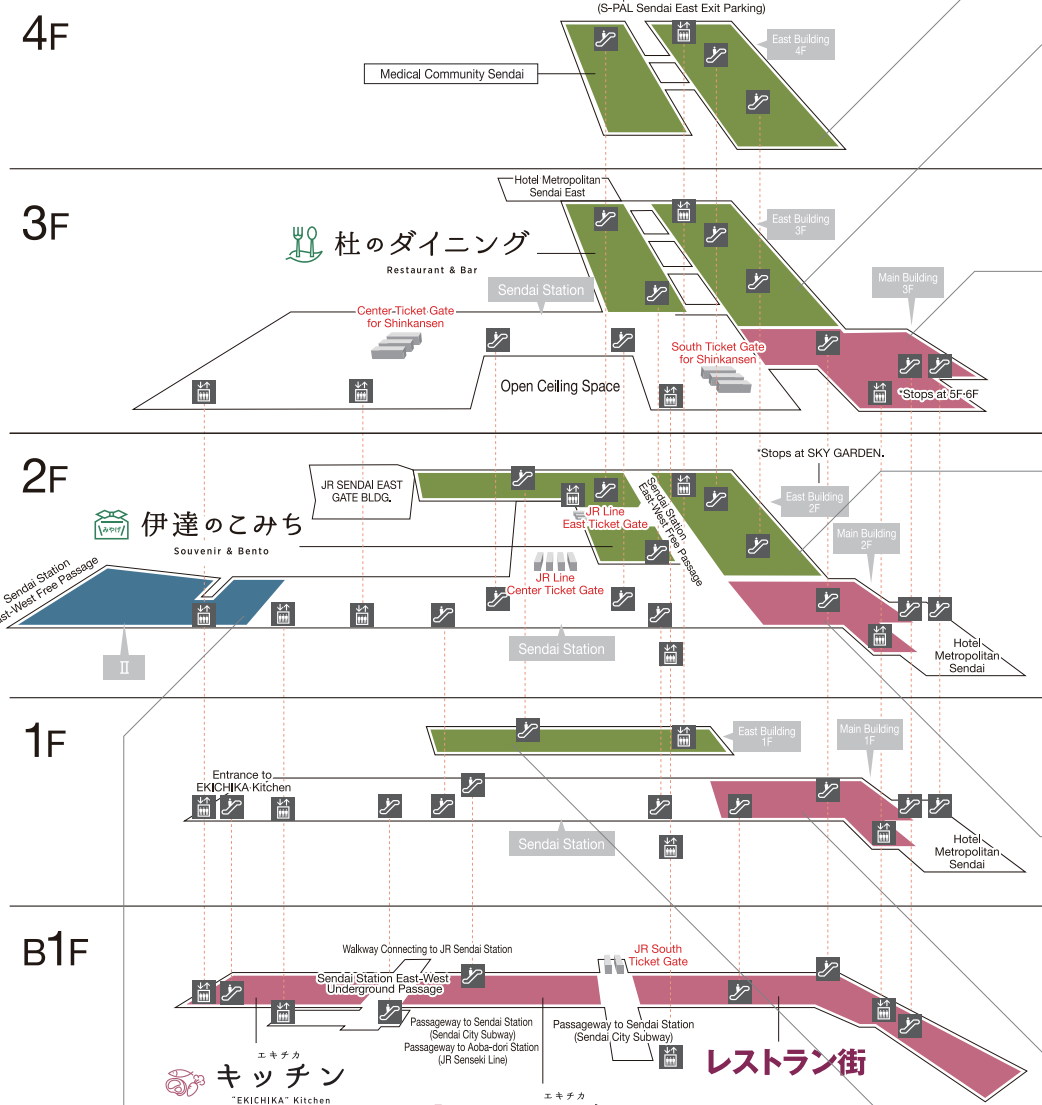 (S-PAL Sendai East Exit Parking)
4F
East Building
4F
Medical Community Sendai
Hotel Metropolitan
Sendai East
3F
East Building
3F
杜のダイニング
Restaurant & Bar
Main Building
3F
Sendai Station
Center Ticket Gate
for Shinkansen
South Ticket Gate
for Shinkansen
Open Ceiling Space
*Stops at 5F·6F
*Stops at SKY GARDEN.
2F
JR SENDAI EAST
GATE BLDG.
East Building
2F
みやげ
伊達のこみち
Souvenir & Bento
JR Line
East Ticket Gate
Sendai Station
East-West Free Passage
Main Building
2F
JR Line
Center Ticket Gate
Sendai Station
East-West Free Passage
II
Sendai Station
Hotel
Metropolitan
Sendai
1F
East Building
1F
Main Building
1F
Entrance to
EKICHIKA Kitchen
Sendai Station
Hotel
Metropolitan
Sendai
B1F
Walkway Connecting to JR Sendai Station
JR South
Ticket Gate
Sendai Station East-West
Underground Passage
Passageway to Sendai Station
(Sendai City Subway)
Passageway to Aoba-dori Station
(JR Senseki Line)
Passageway to Sendai Station
(Sendai City Subway)
レストラン街
エキチカ
キッチン
"EKICHIKA" Kitchen
エキチカ